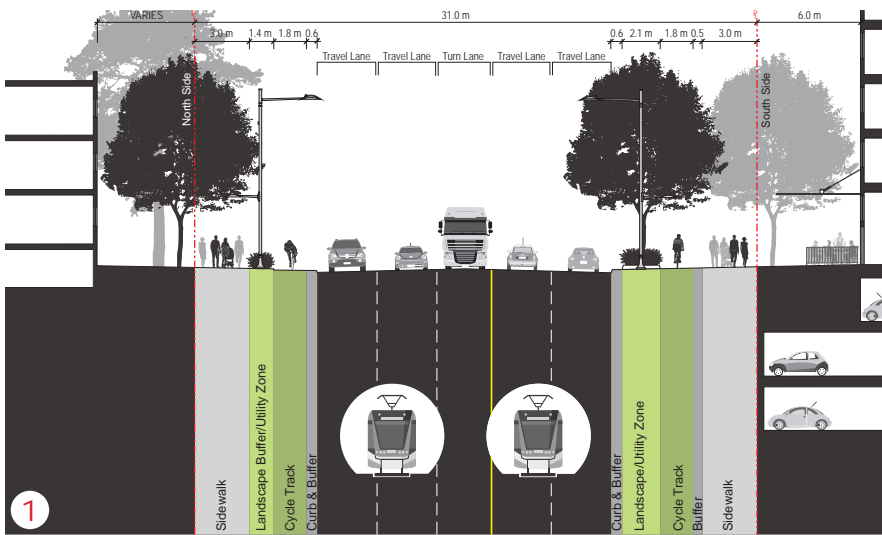 VARIES 31.0 m 6.0 m
3.0 m 1.4 m 1.8 m 0.6 0.6 2.1 m 1.8 m 0.5 3.0 m
Travel Lane Travel Lane Turn Lane Travel Lane Travel Lane
North Side
South Side
Sidewalk
Landscape Buffer/Utility Zone
Cycle Track
Curb & Buffer
Curb & Buffer
Landscape/Utility Zone
Cycle Track
Buffer
Sidewalk
1